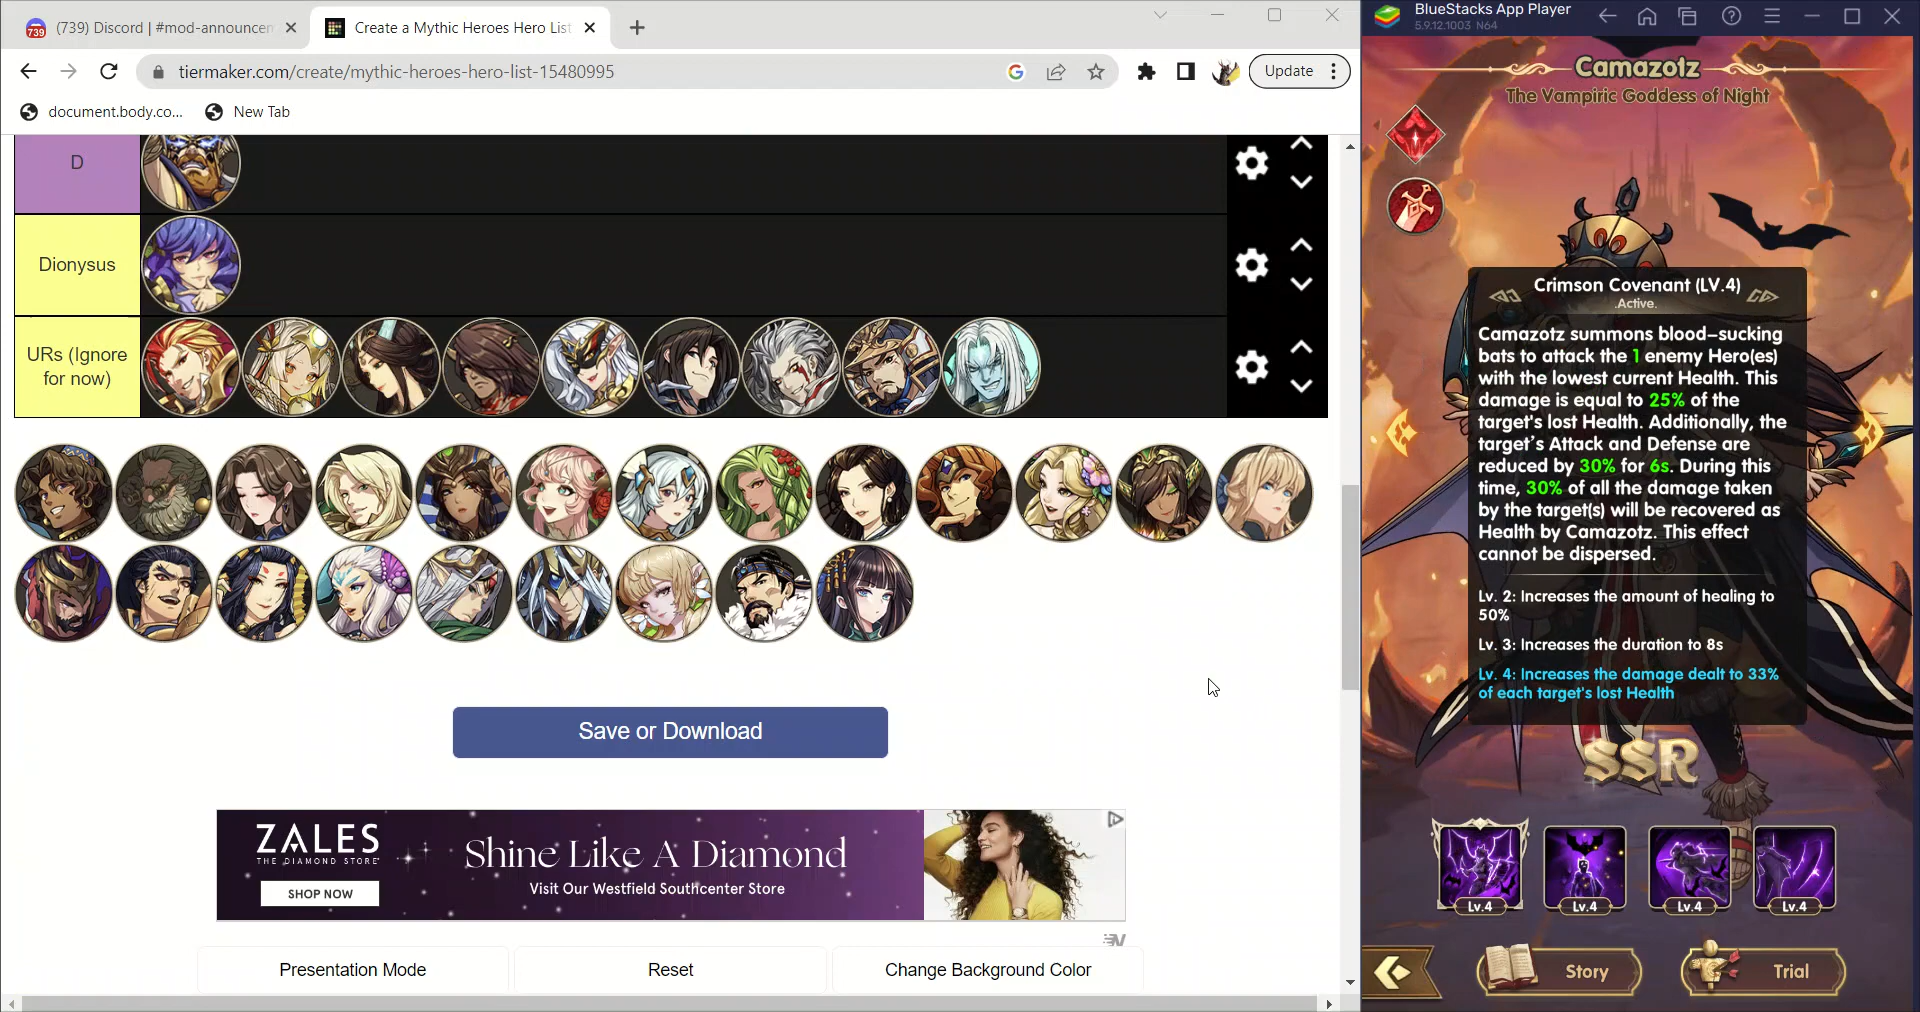 (739) Discord | #mod-announcem
Create a Mythic Heroes Hero List
739
tiermaker.com/create/mythic-heroes-hero-list-15480995
Update
document.body.co...
New Tab
D
Dionysus
URs (Ignore
for now)
Save or Download
ZALES
THE DIAMOND STORE
SHOP NOW
Shine Like A Diamond
Visit Our Westfield Southcenter Store
Presentation Mode
Reset
Change Background Color
BlueStacks App Player
5.9.12.1003 N64
Camazotz
The Vampiric Goddess of Night
Crimson Covenant (LV.4)
.Active.
Camazotz summons blood-sucking
bats to attack the 1 enemy Hero(es)
with the lowest current Health. This
damage is equal to 25% of the
target's lost Health. Additionally, the
target's Attack and Defense are
reduced by 30% for 6s. During this
time, 30% of all the damage taken
by the target(s) will be recovered as
Health by Camazotz. This effect
cannot be dispersed.
Lv. 2: Increases the amount of healing to
50%
Lv. 3: Increases the duration to 8s
Lv. 4: Increases the damage dealt to 33%
of each target's lost Health
SSR
Lv.4
Lv.4
Lv.4
Lv.4
Story
Trial